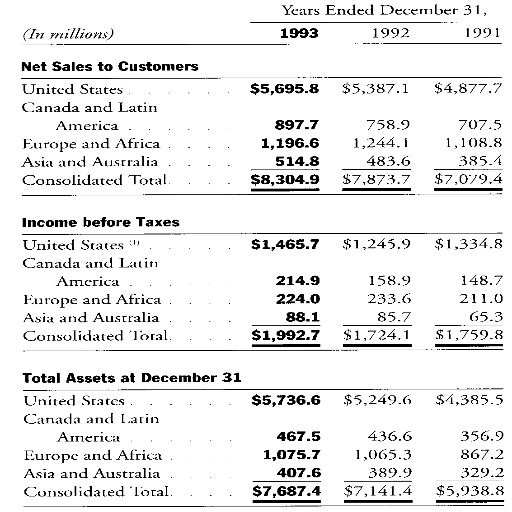 Years Ended December 31,
(In millions) 1993 1992 1991
Net Sales to Customers
United States . . . . . . $5,695.8 $5,387.1 $4,877.7
Canada and Latin
America . . . . . 897.7 758.9 707.5
Europe and Africa . . . . 1,196.6 1,244.1 1,108.8
Asia and Australia . . . . 514.8 483.6 385.4
Consolidated Total. . . . $8,304.9 $7,873.7 $7,079.4
Income before Taxes
United States (1) . . . . . $1,465.7 $1,245.9 $1,334.8
Canada and Latin
America . . . . . 214.9 158.9 148.7
Europe and Africa . . . . 224.0 233.6 211.0
Asia and Australia . . . . 88.1 85.7 65.3
Consolidated Total. . . . $1,992.7 $1,724.1 $1,759.8
Total Assets at December 31
United States . . . . . . $5,736.6 $5,249.6 $4,385.5
Canada and Latin
America . . . . . 467.5 436.6 356.9
Europe and Africa . . . . 1,075.7 1,065.3 867.2
Asia and Australia . . . . 407.6 389.9 329.2
Consolidated Total. . . . $7,687.4 $7,141.4 $5,938.8